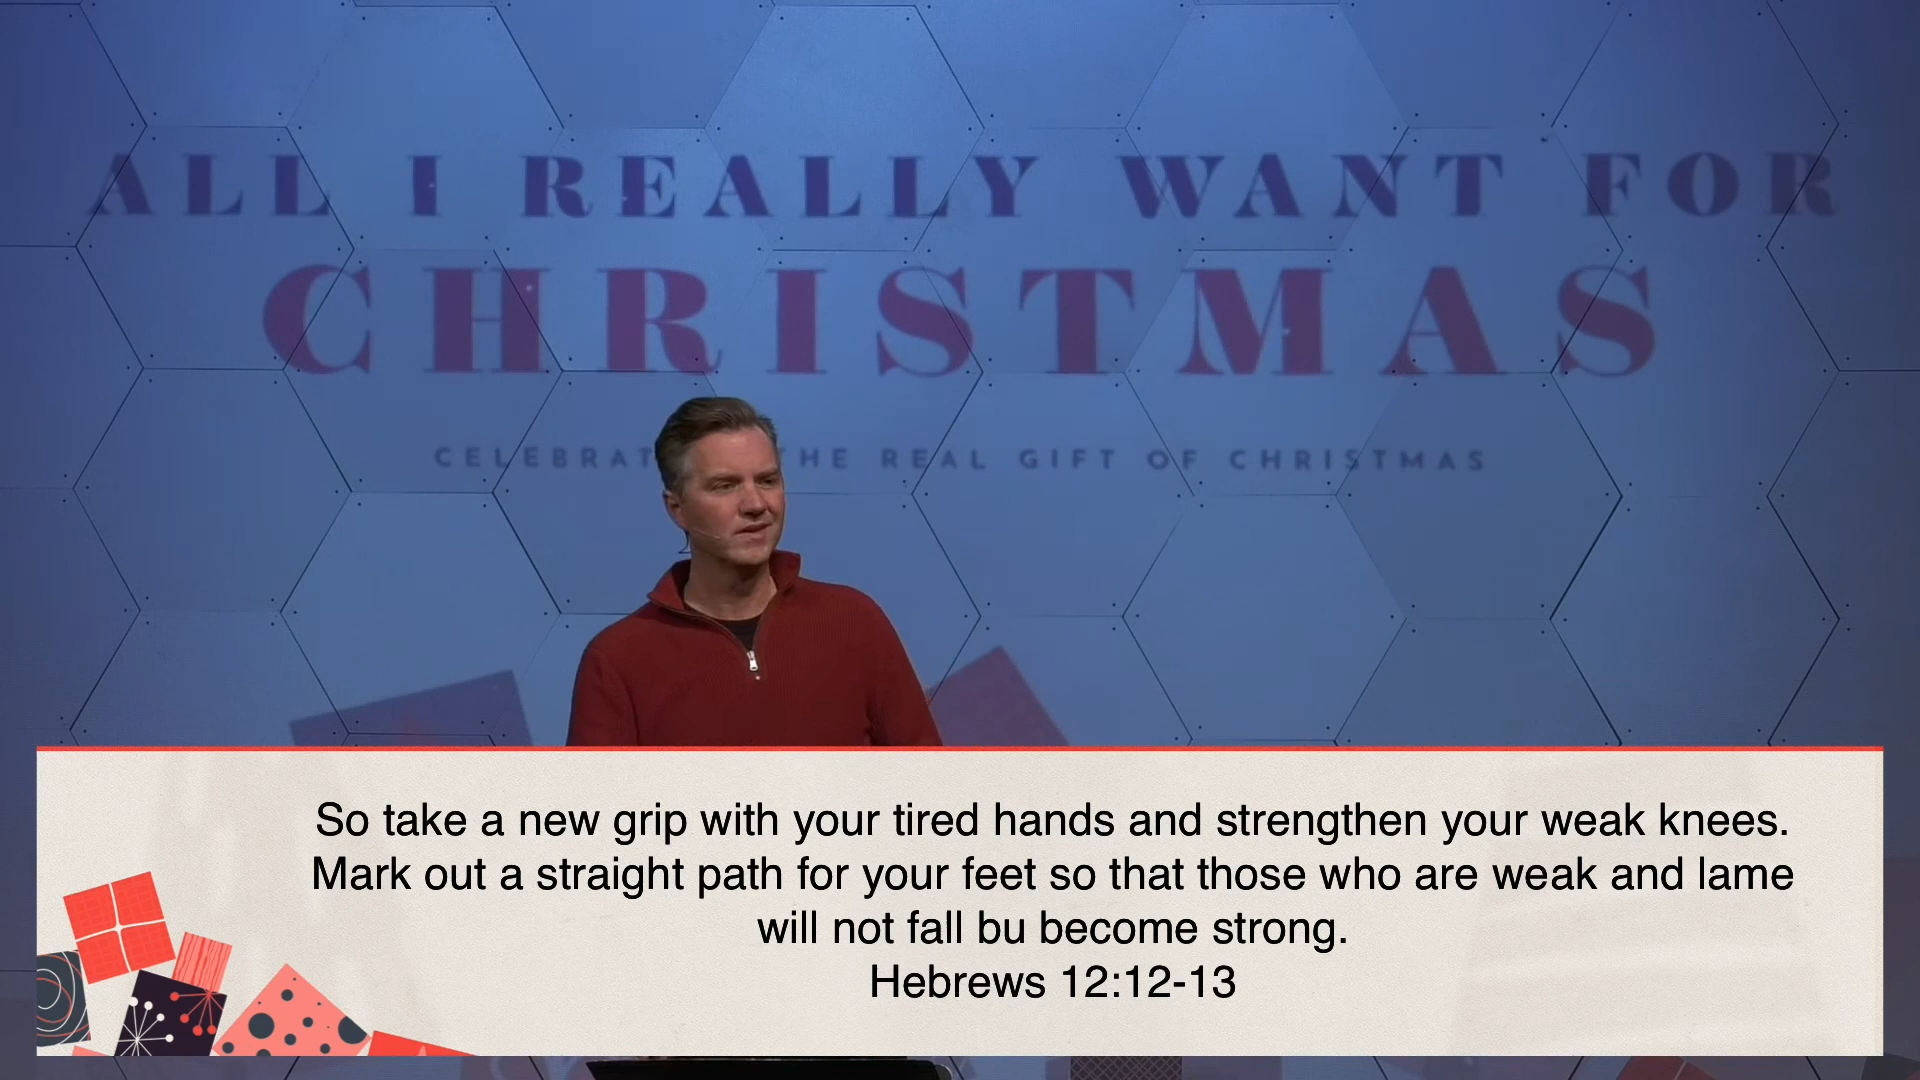 ALL I REALLY WANT FOR
CHRISTMAS
CELEBRAT THE REAL GIFT OF CHRISTMAS
So take a new grip with your tired hands and strengthen your weak knees.
Mark out a straight path for your feet so that those who are weak and lame
will not fall bu become strong.
Hebrews 12:12-13